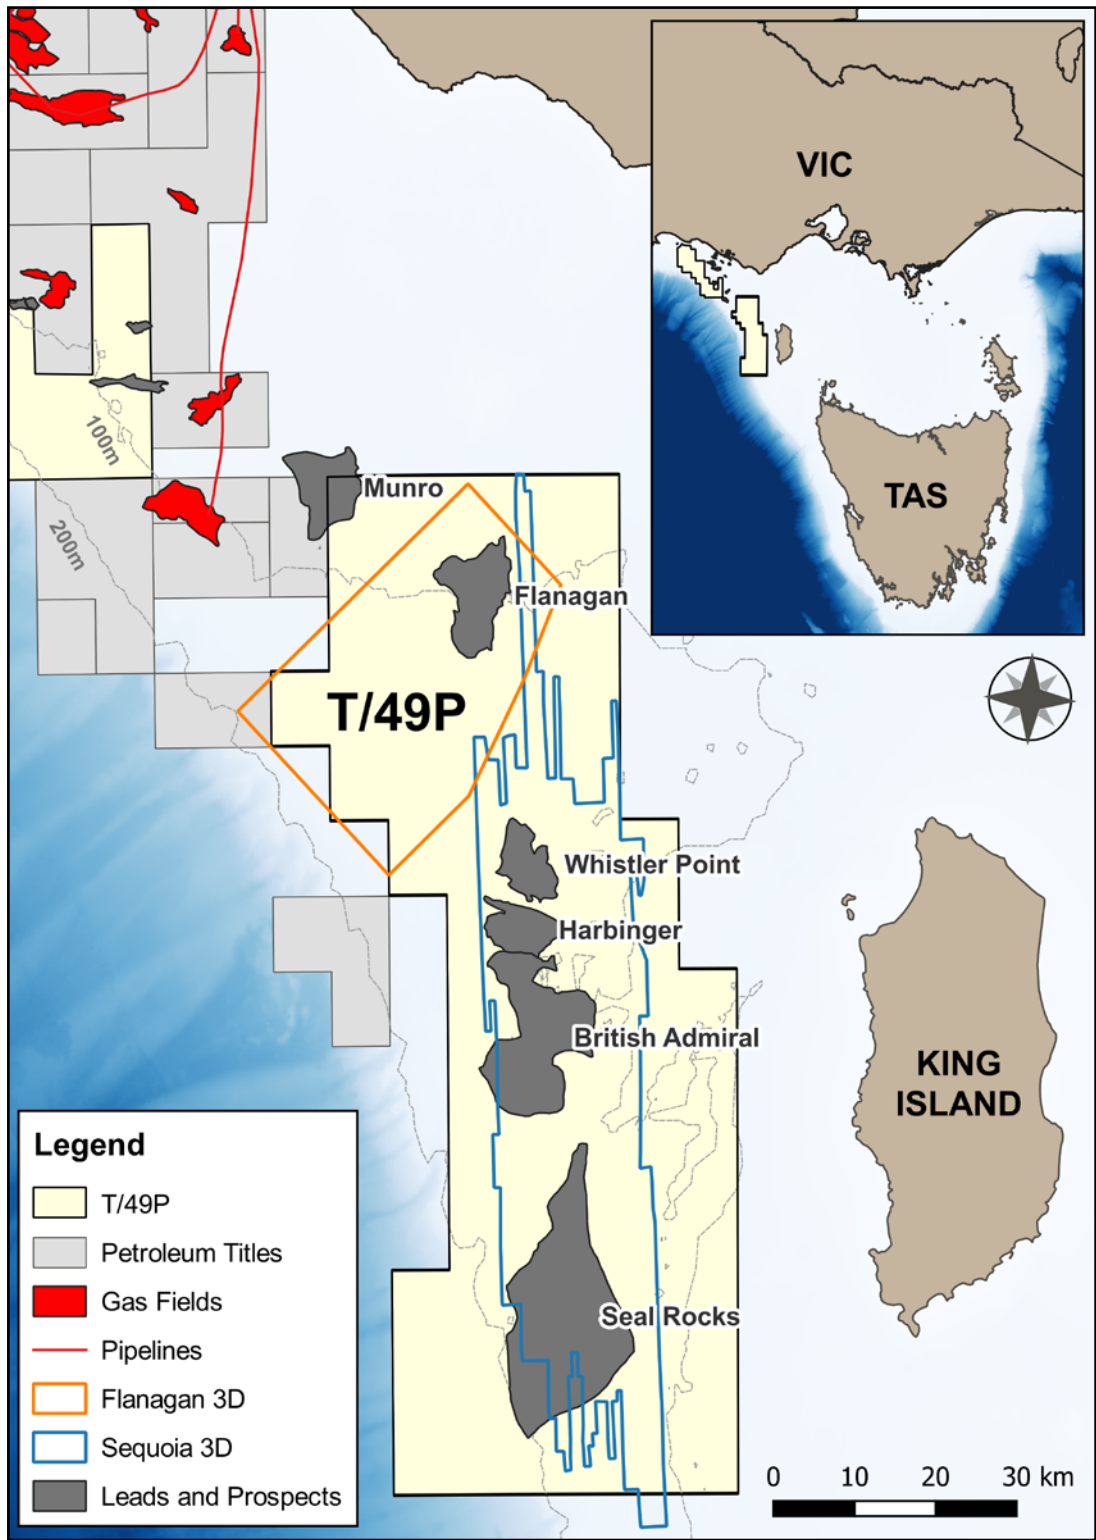 VIC
TAS
100m
200m
Munro
Flanagan
T/49P
Whistler Point
Harbinger
British Admiral
KING
ISLAND
Seal Rocks
Legend
T/49P
Petroleum Titles
Gas Fields
Pipelines
Flanagan 3D
Sequoia 3D
Leads and Prospects
0 10 20 30 km